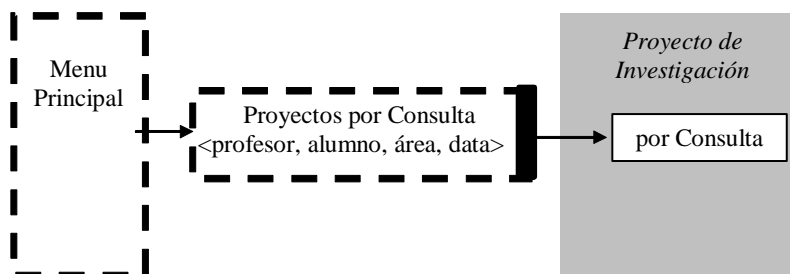 Menu
Principal
Proyectos por Consulta
<profesor, alumno, área, data>
Proyecto de
Investigación
por Consulta